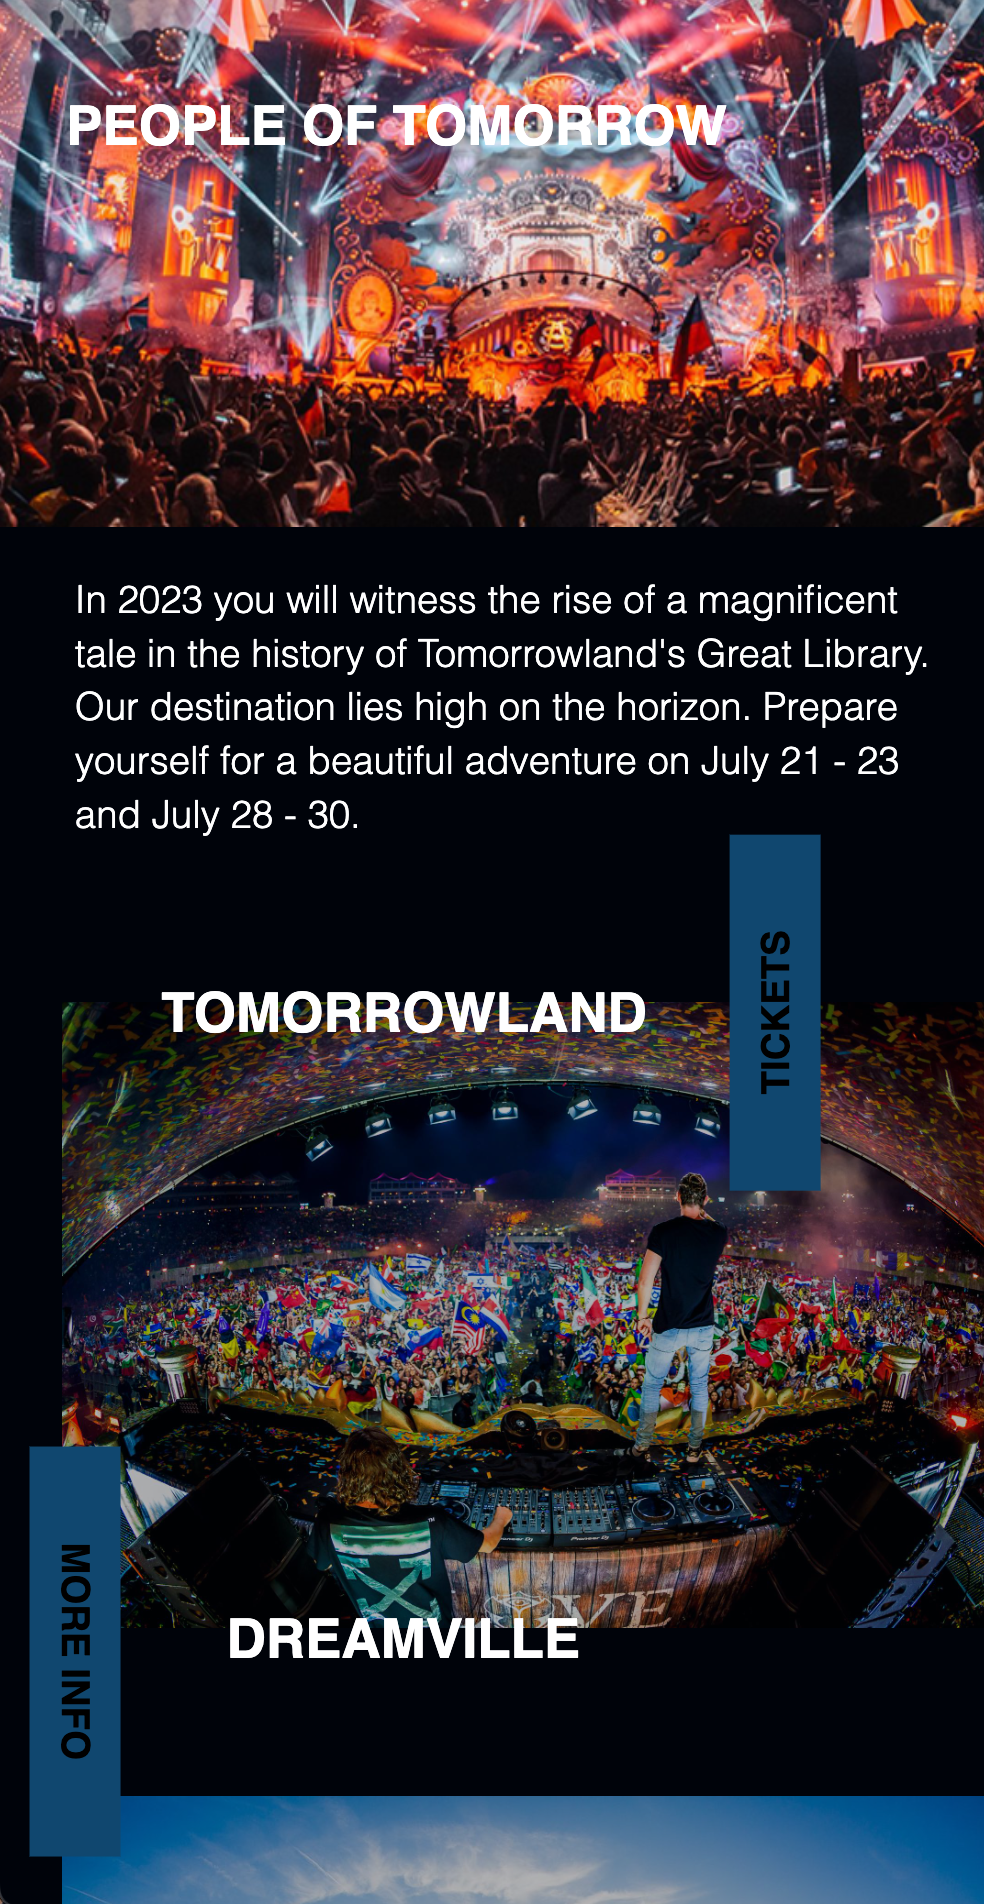 PEOPLE OF TOMORROW
In 2023 you will witness the rise of a magnificent
tale in the history of Tomorrowland's Great Library.
Our destination lies high on the horizon. Prepare
yourself for a beautiful adventure on July 21 - 23
and July 28 - 30.
TICKETS
TOMORROWLAND
MORE INFO
DREAMVILLE